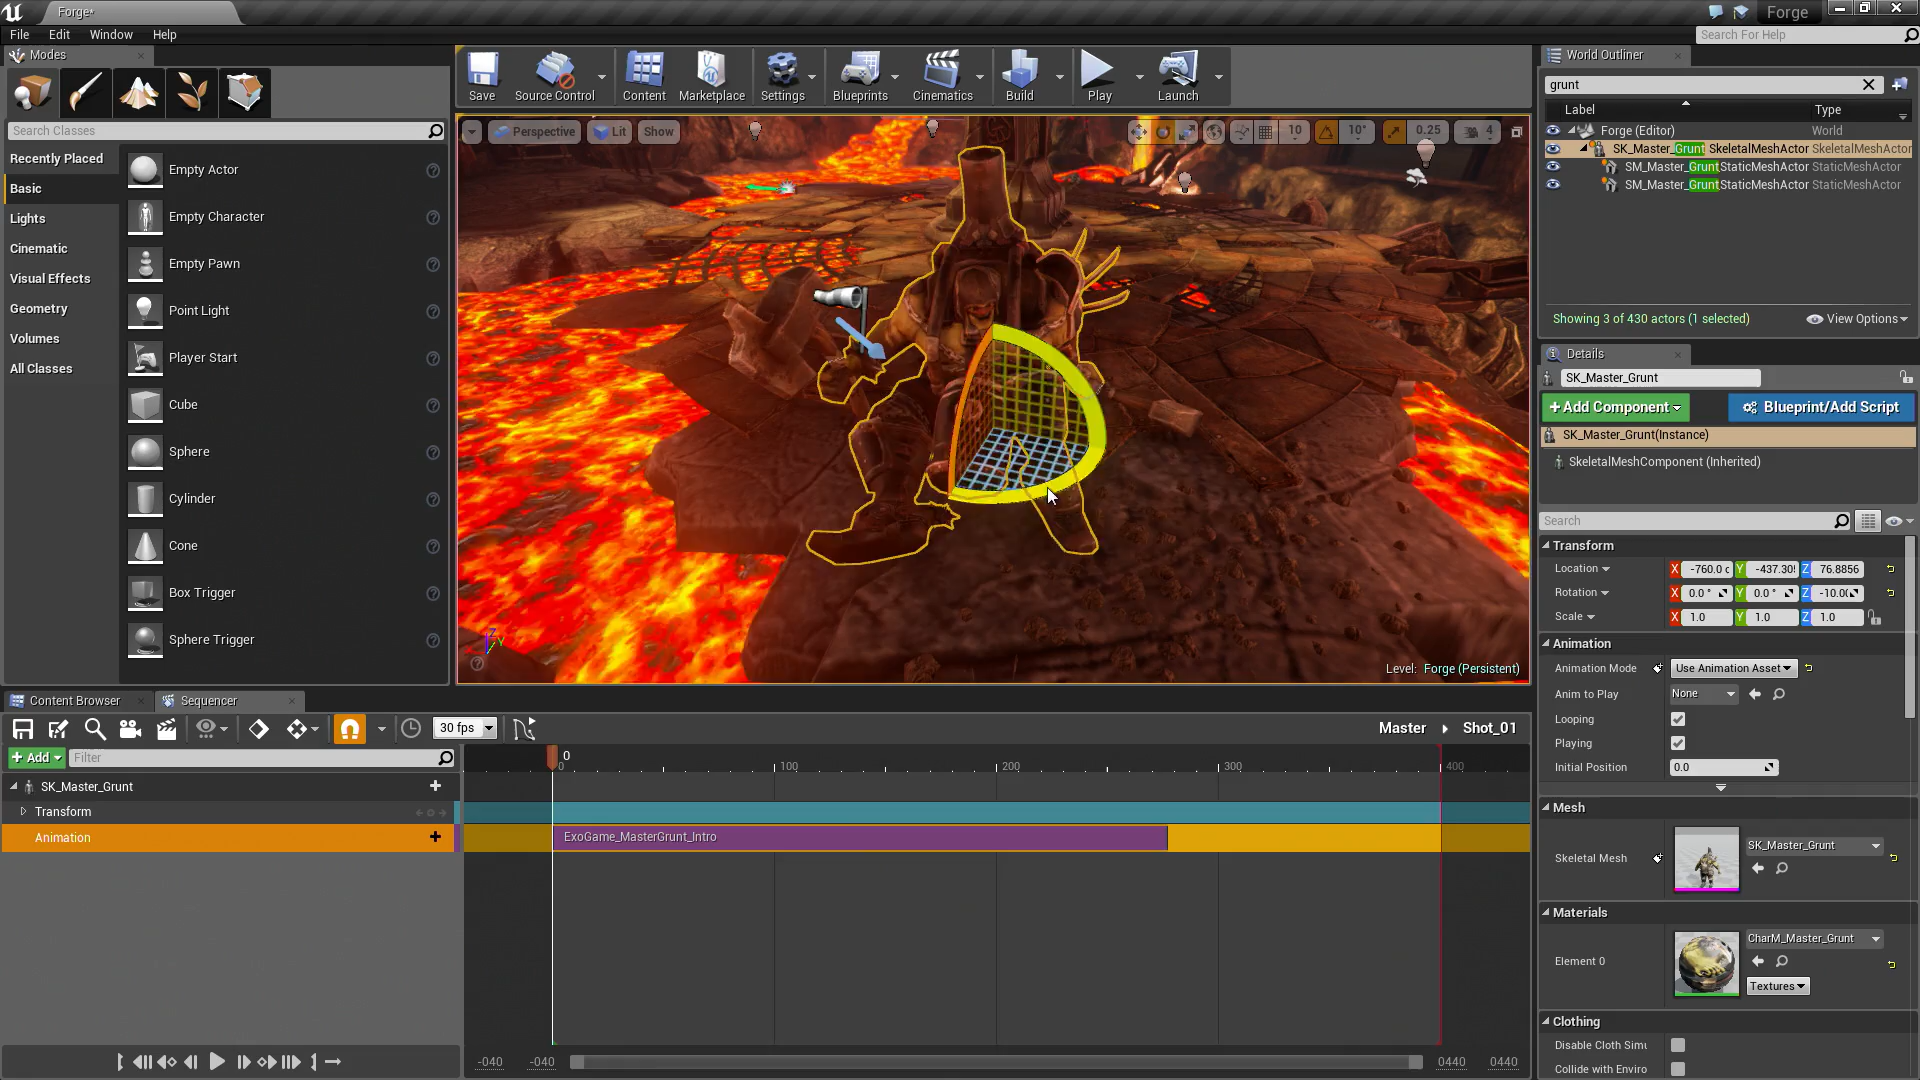 Forge*
Forge
File Edit Window Help
Search For Help
Modes
Save Source Control Content Marketplace Settings Blueprints Cinematics Build Play Launch
World Outliner
grunt
Label Type
Forge (Editor) World
SK_Master_Grunt SkeletalMeshActor SkeletalMeshActor
SM_Master_Grunt StaticMeshActor StaticMeshActor
SM_Master_Grunt StaticMeshActor StaticMeshActor
Showing 3 of 430 actors (1 selected) View Options
Search Classes
Recently Placed
Basic
Lights
Cinematic
Visual Effects
Geometry
Volumes
All Classes
Empty Actor
Empty Character
Empty Pawn
Point Light
Player Start
Cube
Sphere
Cylinder
Cone
Box Trigger
Sphere Trigger
Perspective Lit Show 10 10° 0.25 4
Z
Y
Level: Forge (Persistent)
Details
SK_Master_Grunt
+Add Component Blueprint/Add Script
SK_Master_Grunt(Instance)
SkeletalMeshComponent (Inherited)
Search
Transform
Location X -760.0 c Y -437.305 Z 76.8856
Rotation X 0.0 ° Y 0.0 ° Z -10.0
Scale X 1.0 Y 1.0 Z 1.0
Animation
Animation Mode Use Animation Asset
Anim to Play None
Looping
Playing
Initial Position 0.0
Mesh
Skeletal Mesh SK_Master_Grunt
Materials
Element 0 CharM_Master_Grunt
Textures
Clothing
Disable Cloth Simu
Collide with Enviro
Content Browser Sequencer
30 fps
Master Shot_01
+ Add Filter
0
0 100 200 300 400
SK_Master_Grunt
Transform
Animation
ExoGame_MasterGrunt_Intro
-040 -040 0440 0440